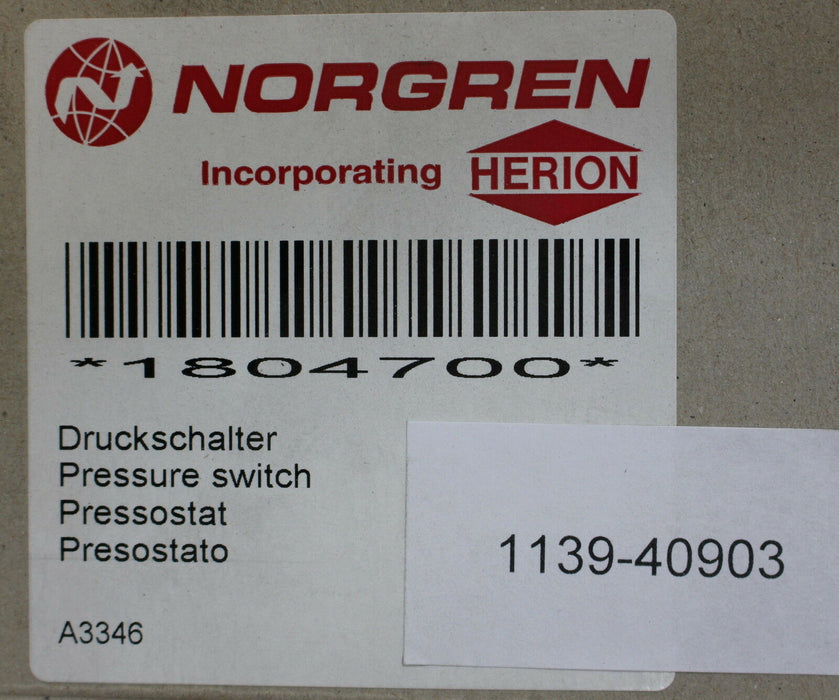 NORGREN
Incorporating HERION
*1804700*
Druckschalter
Pressure switch
Pressostat
Presostato
1139-40903
A3346